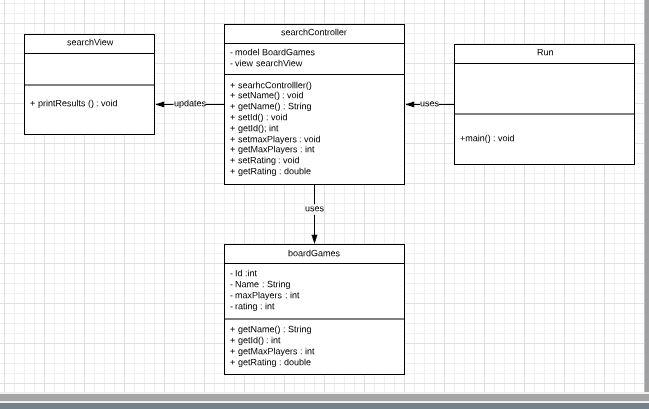 searchView
+ printResults () : void
updates
searchController
- model BoardGames
- view searchView
+ searhcControlller()
+ setName() : void
+ getName() : String
+ setId() : void
+ getId(); int
+ setmaxPlayers : void
+ getMaxPlayers : int
+ setRating : void
+ getRating : double
uses
Run
+main() : void
uses
boardGames
- Id :int
- Name : String
- maxPlayers : int
- rating : int
+ getName() : String
+ getId() : int
+ getMaxPlayers : int
+ getRating : double